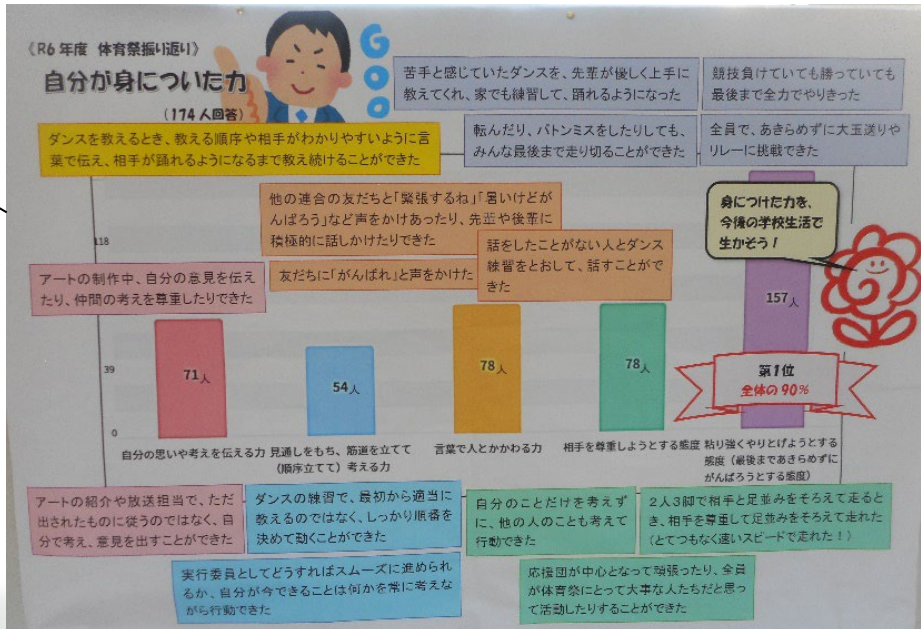 《R6年度 体育祭振り返り》
自分が身についた力
(174人回答)
GOO
苦手と感じていたダンスを、先輩が優しく上手に
教えてくれ、家でも練習して、踊れるようになった
競技負けていても勝っていても
最後まで全力でやりきった
ダンスを教えるとき、教える順序や相手がわかりやすいように言
葉で伝え、相手が踊れるようになるまで教え続けることができた
転んだり、バトンミスをしたりしても、
みんな最後まで走り切ることができた
全員で、あきらめずに大玉送りや
リレーに挑戦できた
他の連合の友だちと「緊張するね」「暑いけどが
んばろう」など声をかけあったり、先輩や後輩に
積極的に話しかけたりできた
身につけた力を、
今後の学校生活で
生かそう!
118
話をしたことがない人とダンス
練習をとおして、話すことがで
きた
アートの制作中、自分の意見を伝え
たり、仲間の考えを尊重したりできた
友だちに「がんばれ」と声をかけた
157人
39
71人
54人
78人
78人
第1位
全体の90%
0
自分の思いや考えを伝える力
見通しをもち、筋道を立てて
(順序立てて)考える力
言葉で人とかかわる力
相手を尊重しようとする態度
粘り強くやりとげようとする
態度(最後まであきらめずに
がんばろうとする態度)
アートの紹介や放送担当で、ただ
出されたものに従うのではなく、自
分で考え、意見を出すことができた
ダンスの練習で、最初から適当に
教えるのではなく、しっかり順番を
決めて動くことができた
自分のことだけを考えず
に、他の人のことも考えて
行動できた
2人3脚で相手と足並みをそろえて走ると
き、相手を尊重して足並みをそろえて走れた
(とてつもなく速いスピードで走れた!)
実行委員としてどうすればスムーズに進められ
るか、自分が今できることは何かを常に考えな
がら行動できた
応援団が中心となって頑張ったり、全員
が体育祭にとって大事な人たちだと思っ
て活動したりすることができた